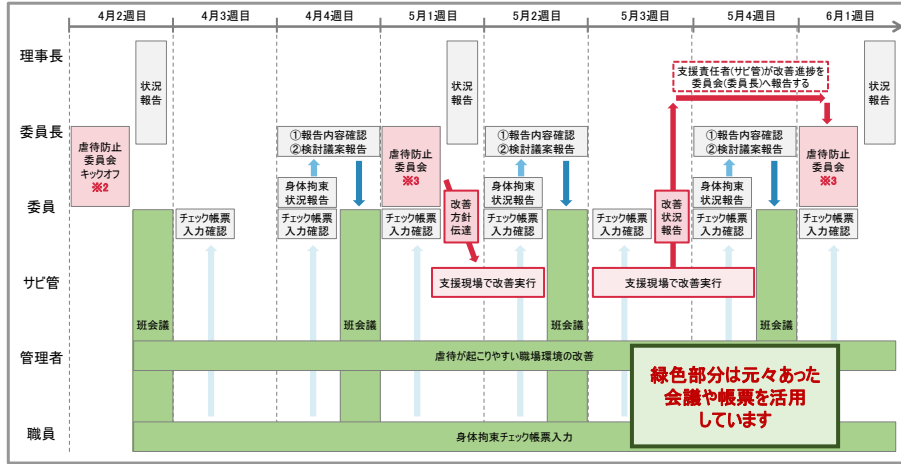 4月2週目
4月3週目
4月4週目
5月1週目
5月2週目
5月3週目
5月4週目
6月1週目
理事長
状況
報告
状況
報告
支援責任者(サビ管)が改善進捗を
委員会(委員長)へ報告する
状況
報告
委員長
虐待防止
委員会
キックオフ
※2
①報告内容確認
②検討議案報告
虐待防止
委員会
※3
①報告内容確認
②検討議案報告
①報告内容確認
②検討議案報告
虐待防止
委員会
※3
委員
身体拘束
状況報告
身体拘束
状況報告
身体拘束
状況報告
チェック帳票
入力確認
チェック帳票
入力確認
チェック帳票
入力確認
改善
方針
伝達
チェック帳票
入力確認
チェック帳票
入力確認
改善
状況
報告
チェック帳票
入力確認
チェック帳票
入力確認
サビ管
支援現場で改善実行
支援現場で改善実行
班会議
班会議
班会議
班会議
管理者
虐待が起こりやすい職場環境の改善
緑色部分は元々あった
会議や帳票を活用
しています
職員
身体拘束チェック帳票入力